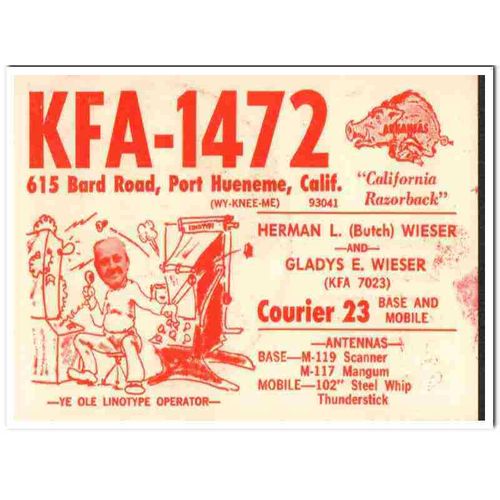 KFA-1472
615 Bard Road, Port Hueneme, Calif.
(WY-KNEE-ME) 93041
ARKANSAS
"California
Razorback"
HERMAN L. (Butch) WIESER
—AND—
GLADYS E. WIESER
(KFA 7023)
Courier 23 BASE AND
MOBILE
—ANTENNAS—
BASE—M-119 Scanner
M-117 Mangum
MOBILE—102" Steel Whip
Thunderstick
LINOTYPE
—YE OLE LINOTYPE OPERATOR—